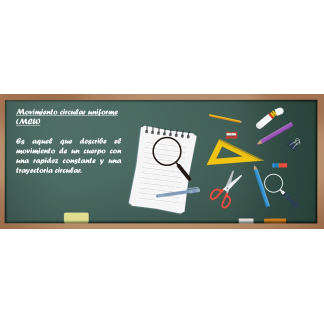 Movimiento circular uniforme
(MCU)
Es aquel que describe el
movimiento de un cuerpo con
una rapidez constante y una
trayectoria circular.